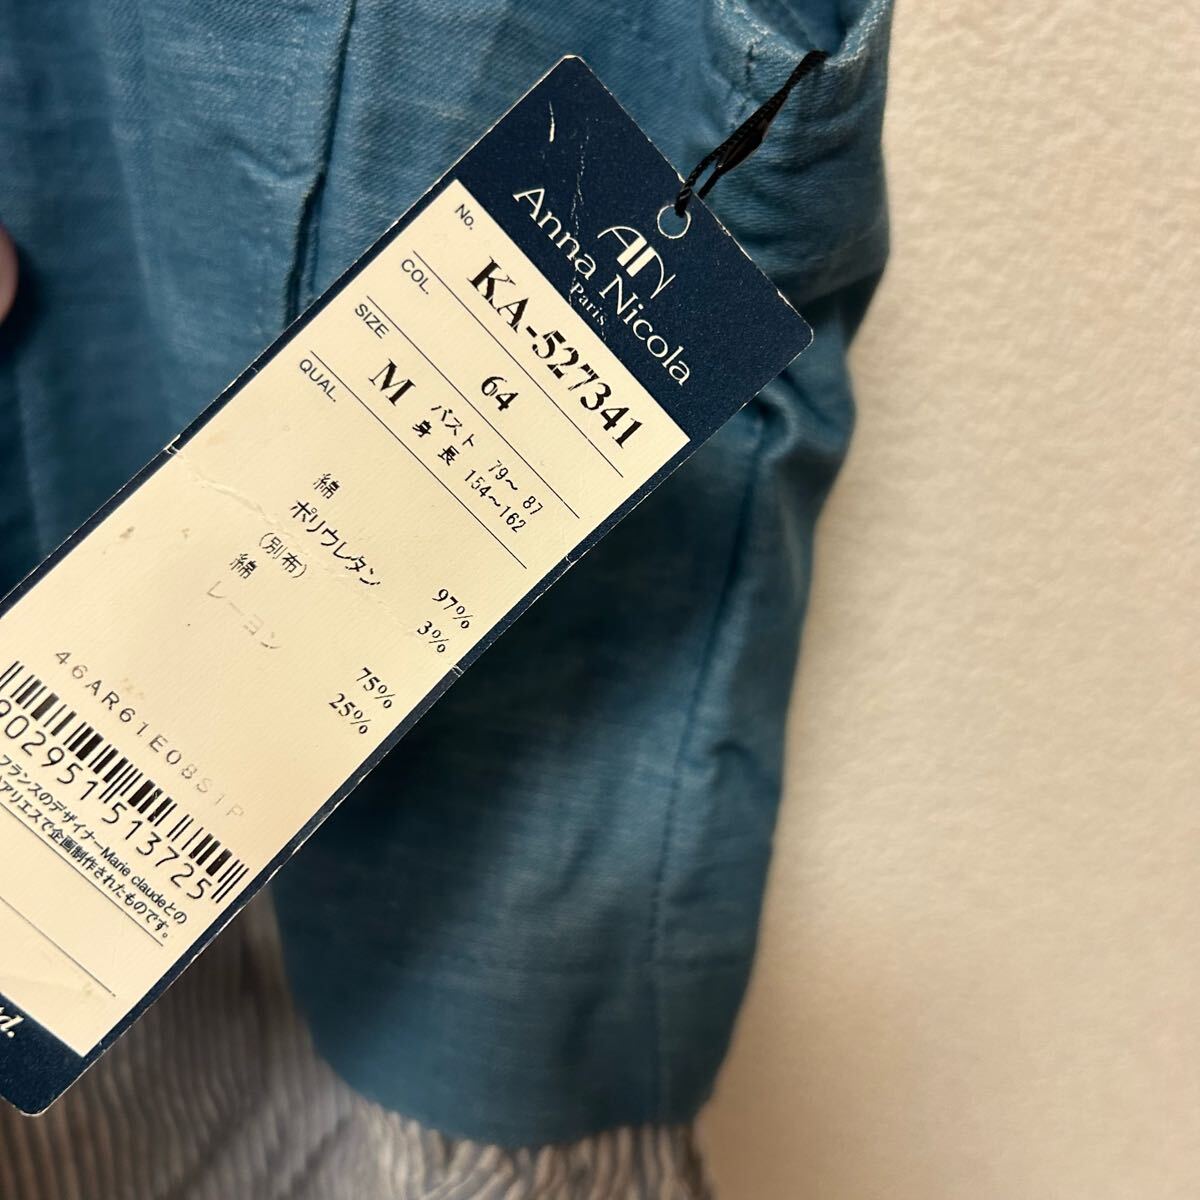 AN
Anna Nicola
Paris
No. KA-527341
COL. 64
SIZE M バスト 79～ 87
身 長 154～162
QUAL.
綿 97%
ポリウレタン 3%
(別布)
綿 75%
レーヨン 25%
46AR61E08S1P
902951513725
フランスのデザイナーMarie claudeとの
アリエスで企画制作されたものです。
td.